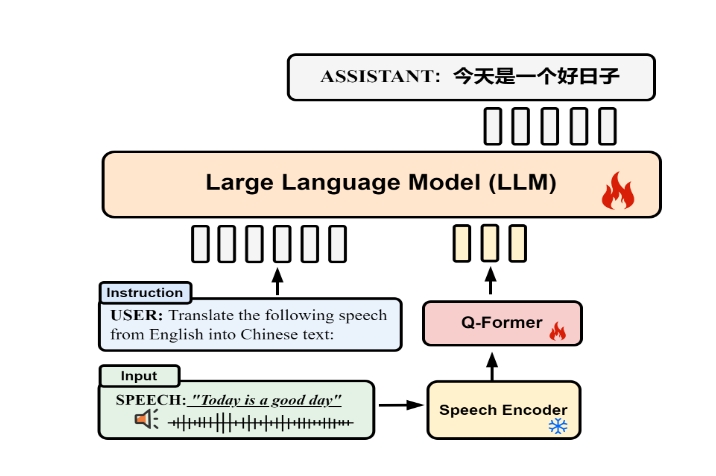 ASSISTANT: 今天是一个好日子
Large Language Model (LLM)
Instruction
USER: Translate the following speech
from English into Chinese text:
Q-Former
Input
SPEECH: "Today is a good day"
Speech Encoder